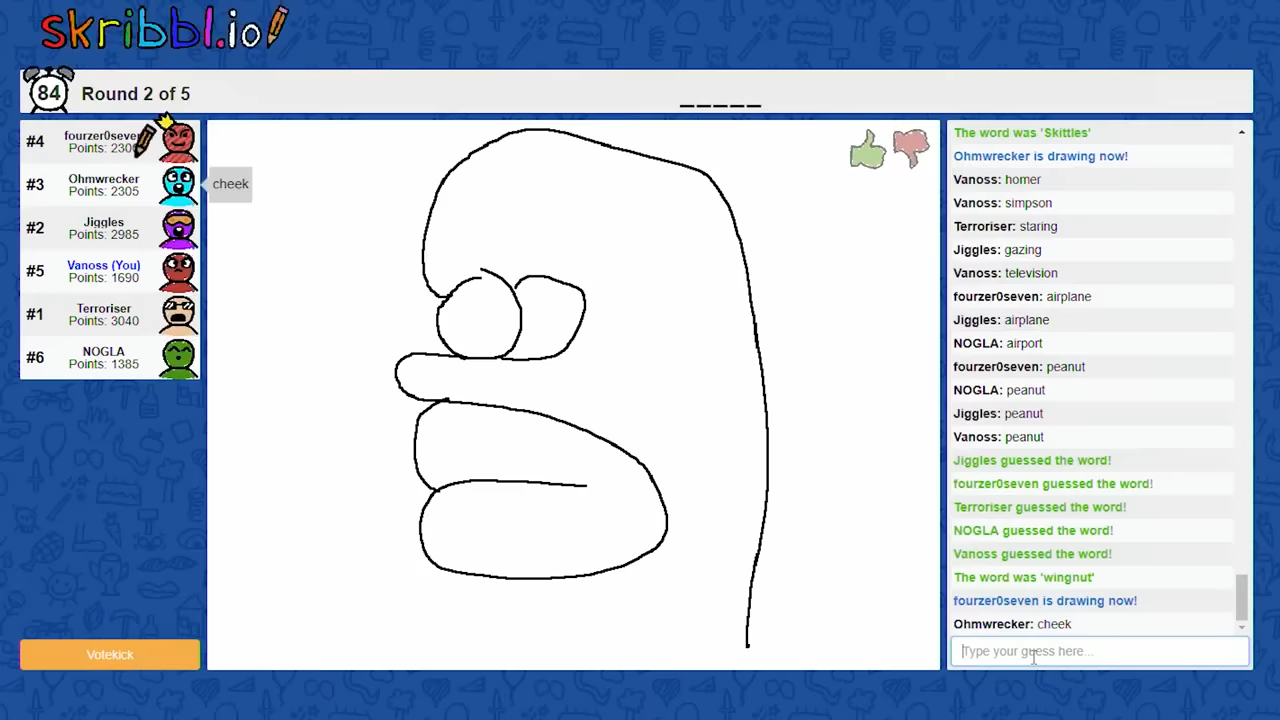 skribbl.io
84 Round 2 of 5 _____
#4 fourzer0seven
Points: 2300
#3 Ohmwrecker
Points: 2305
cheek
#2 Jiggles
Points: 2985
#5 Vanoss (You)
Points: 1690
#1 Terroriser
Points: 3040
#6 NOGLA
Points: 1385
Votekick
The word was 'Skittles'
Ohmwrecker is drawing now!
Vanoss: homer
Vanoss: simpson
Terroriser: staring
Jiggles: gazing
Vanoss: television
fourzer0seven: airplane
Jiggles: airplane
NOGLA: airport
fourzer0seven: peanut
NOGLA: peanut
Jiggles: peanut
Vanoss: peanut
Jiggles guessed the word!
fourzer0seven guessed the word!
Terroriser guessed the word!
NOGLA guessed the word!
Vanoss guessed the word!
The word was 'wingnut'
fourzer0seven is drawing now!
Ohmwrecker: cheek
Type your guess here...